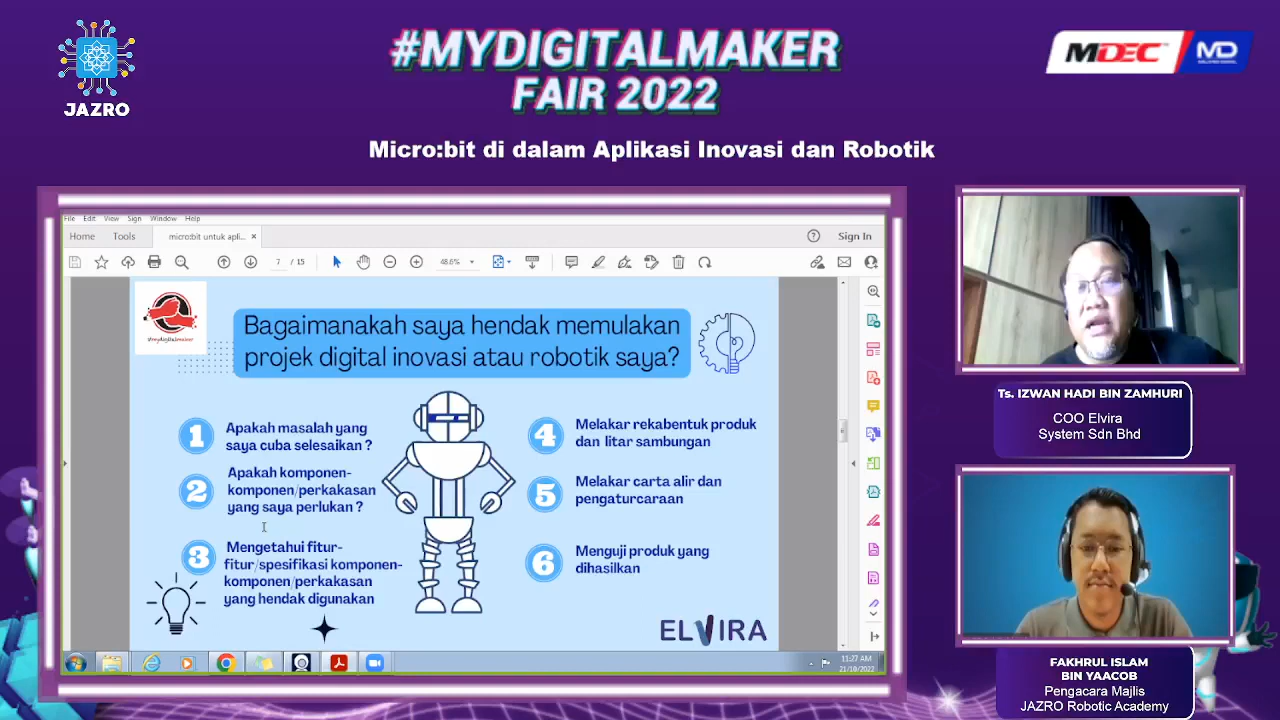 JAZRO
#MYDIGITALMAKER
FAIR 2022
MDEC
MD
Micro:bit di dalam Aplikasi Inovasi dan Robotik
File Edit View Sign Window Help
Home Tools micro:bit untuk apli... × Sign In
7 / 15 48.6%
#mydigitalmaker
Bagaimanakah saya hendak memulakan
projek digital inovasi atau robotik saya?
1 Apakah masalah yang
saya cuba selesaikan ?
2 Apakah komponen-
komponen/perkakasan
yang saya perlukan ?
3 Mengetahui fitur-
fitur/spesifikasi komponen-
komponen/perkakasan
yang hendak digunakan
4 Melakar rekabentuk produk
dan litar sambungan
5 Melakar carta alir dan
pengaturcaraan
6 Menguji produk yang
dihasilkan
ELVIRA
11:27 AM
21/10/2022
Ts. IZWAN HADI BIN ZAMHURI
COO Elvira
System Sdn Bhd
FAKHRUL ISLAM
BIN YAACOB
Pengacara Majlis
JAZRO Robotic Academy